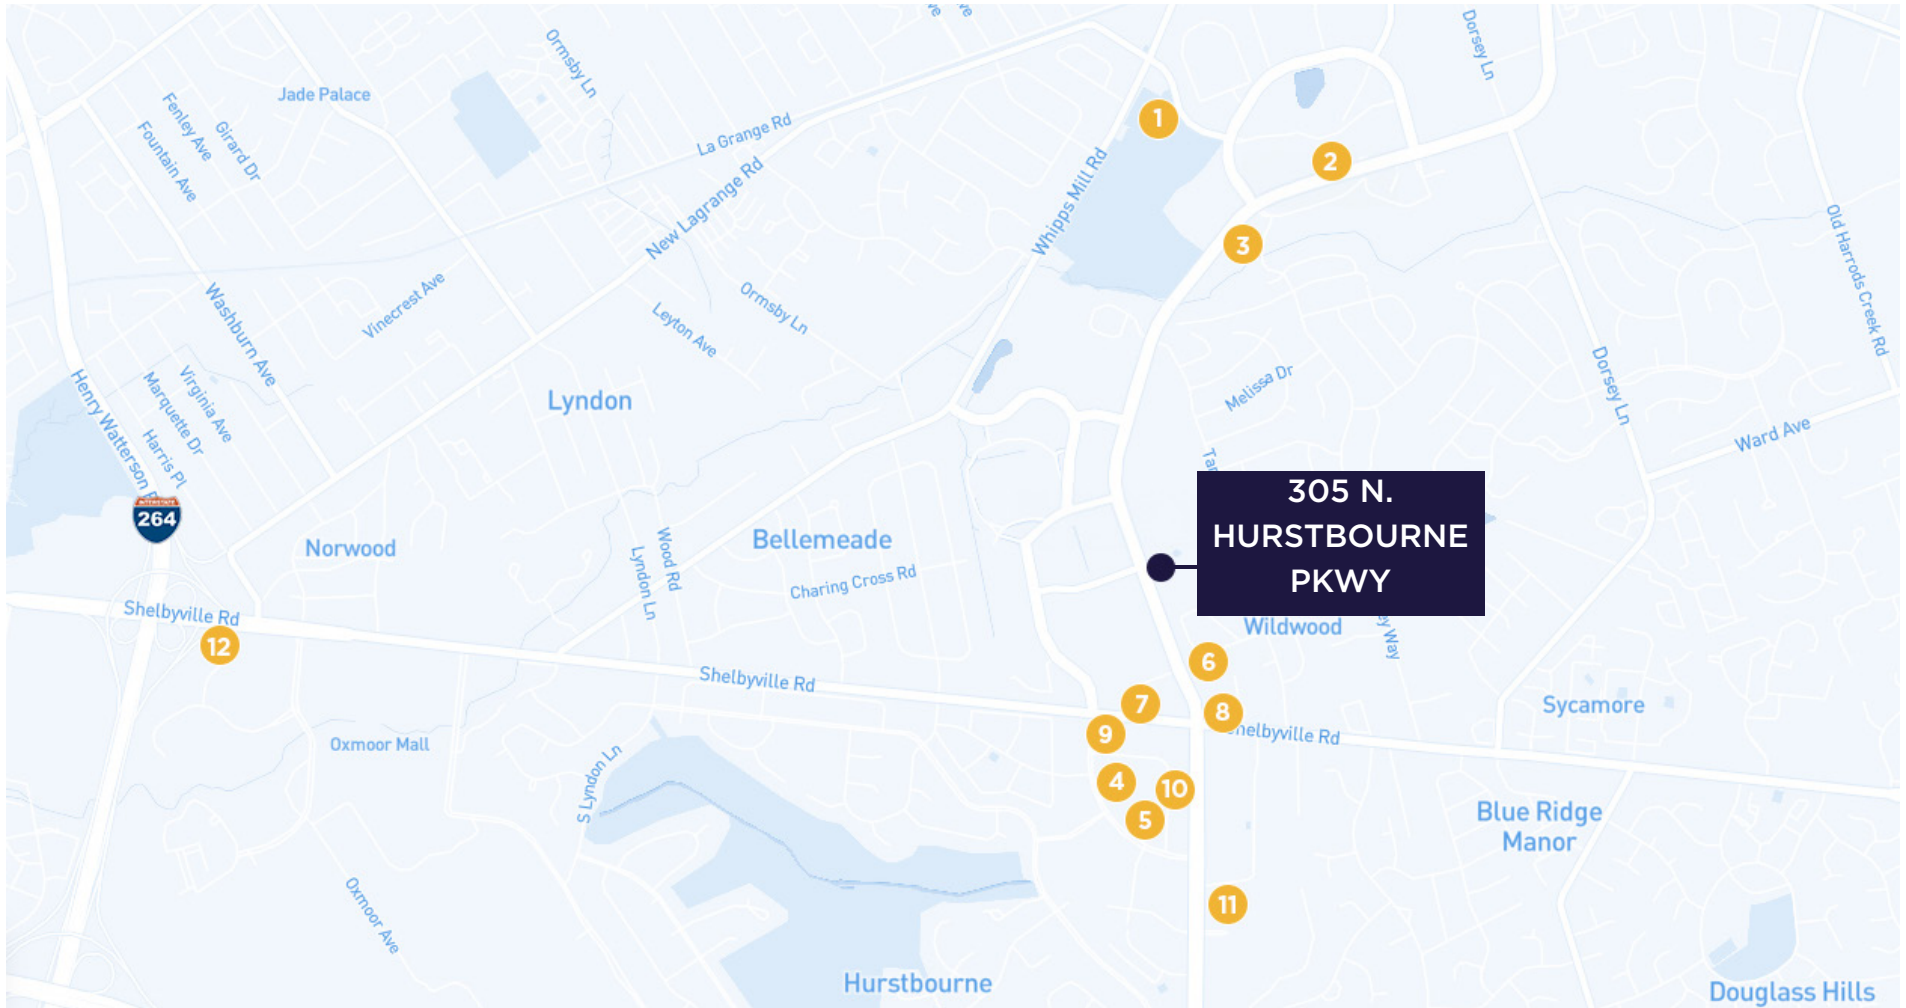 Ormsby Ln
Dorsey Ln
Jade Palace
Fenley Ave
Girard Dr
Fountain Ave
La Grange Rd
1
2
Whipps Mill Rd
New Lagrange Rd
3
Old Harrods Creek Rd
Washburn Ave
Vinecrest Ave
Ormsby Ln
Leyton Ave
Henry Watterson
Virginia Ave
Marquette Dr
Harris Pl
Lyndon
Melissa Dr
Dorsey Ln
Ward Ave
INTERSTATE
264
305 N.
HURSTBOURNE
PKWY
Norwood
Bellemeade
Wood Rd
Lyndon Ln
Charing Cross Rd
Shelbyville Rd
12
Wildwood
Way
6
Shelbyville Rd
7
8
Sycamore
9
Shelbyville Rd
Oxmoor Mall
S Lyndon Ln
4
10
5
Blue Ridge
Manor
11
Oxmoor Ave
Hurstbourne
Douglass Hills